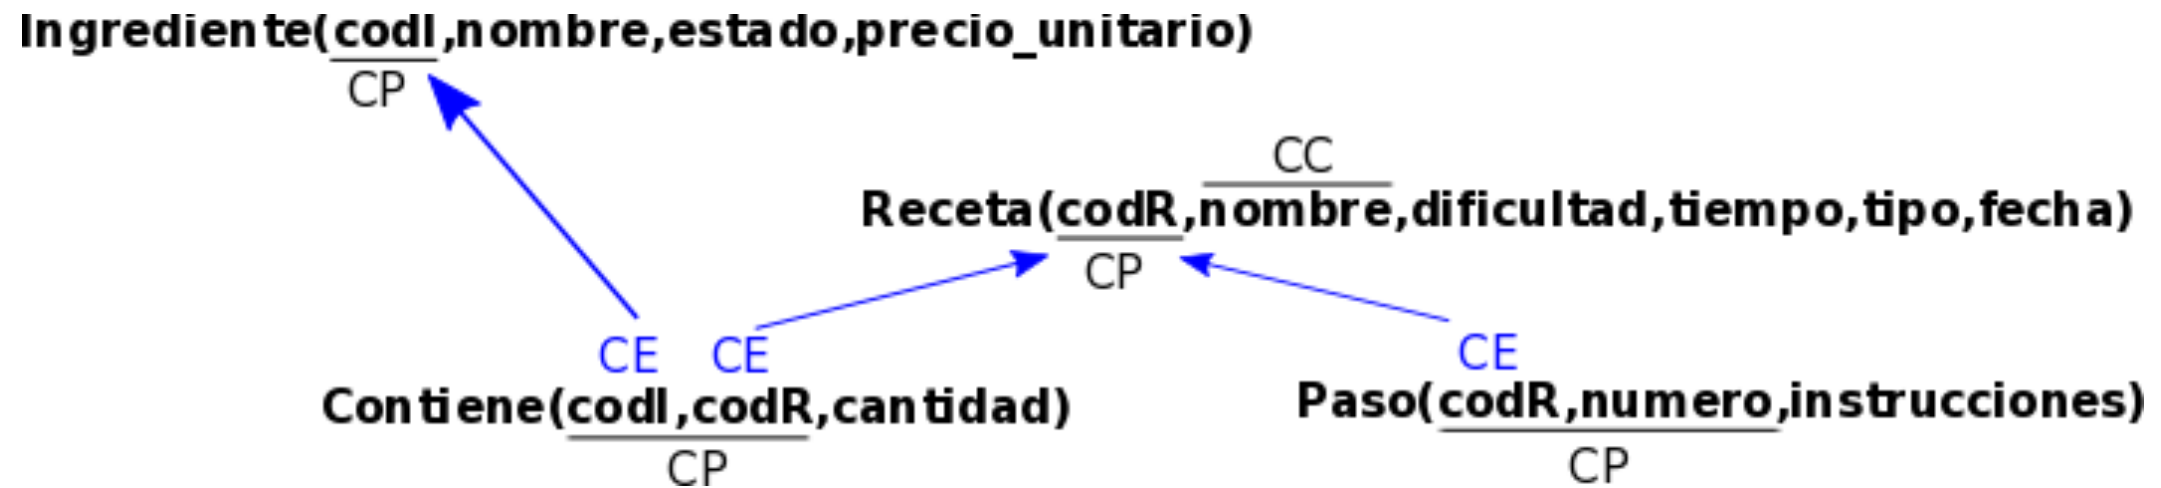 Ingrediente(codI,nombre,estado,precio_unitario)
CP
CC
Receta(codR,nombre,dificultad,tiempo,tipo,fecha)
CP
CE CE
CE
Contiene(codI,codR,cantidad)
Paso(codR,numero,instrucciones)
CP
CP